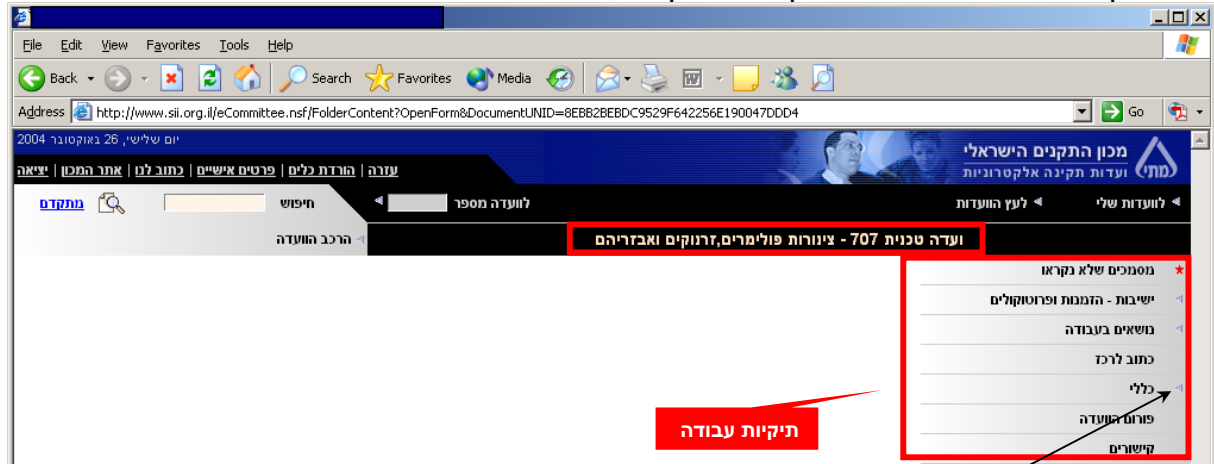 File Edit View Favorites Tools Help
Back Search Favorites Media
Address http://www.sii.org.il/eCommittee.nsf/FolderContent?OpenForm&DocumentUNID=8EBB2BEBDC9529F642256E190047DDD4 Go
יום שלישי, 26 באוקטובר 2004
מכון התקנים הישראלי
ועדות תקינה אלקטרוניות
מתי
עזרה | הורדת כלים | פרטים אישיים | כתוב לנו | אתר המכון | יציאה
לוועדות שלי לעץ הוועדות לוועדה מספר חיפוש מתקדם
ועדה טכנית 707 - צינורות פולימרים,זרנוקים ואבזריהם הרכב הוועדה
מסמכים שלא נקראו
ישיבות - הזמנות ופרוטוקולים
נושאים בעבודה
כתוב לרכז
כללי
פורום הוועדה
קישורים
תיקיות עבודה